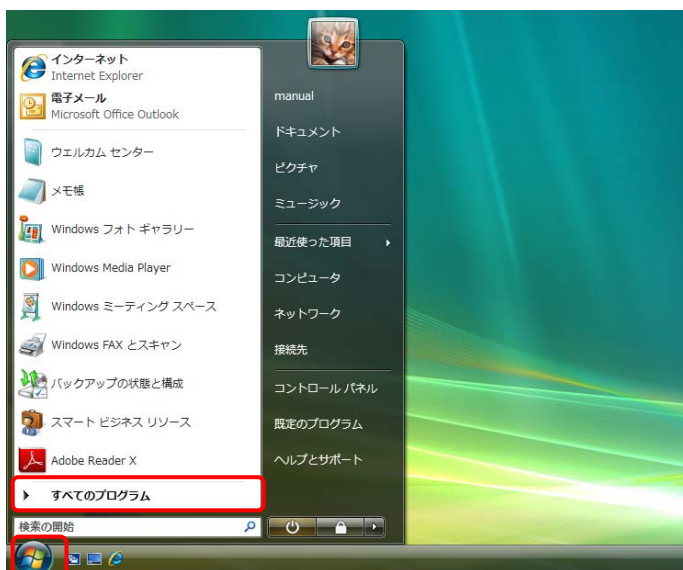 インターネット
Internet Explorer
電子メール
Microsoft Office Outlook
ウェルカム センター
メモ帳
Windows フォト ギャラリー
Windows Media Player
Windows ミーティング スペース
Windows FAX とスキャン
バックアップの状態と構成
スマート ビジネス リソース
Adobe Reader X
すべてのプログラム
検索の開始
manual
ドキュメント
ピクチャ
ミュージック
最近使った項目
コンピュータ
ネットワーク
接続先
コントロール パネル
既定のプログラム
ヘルプとサポート